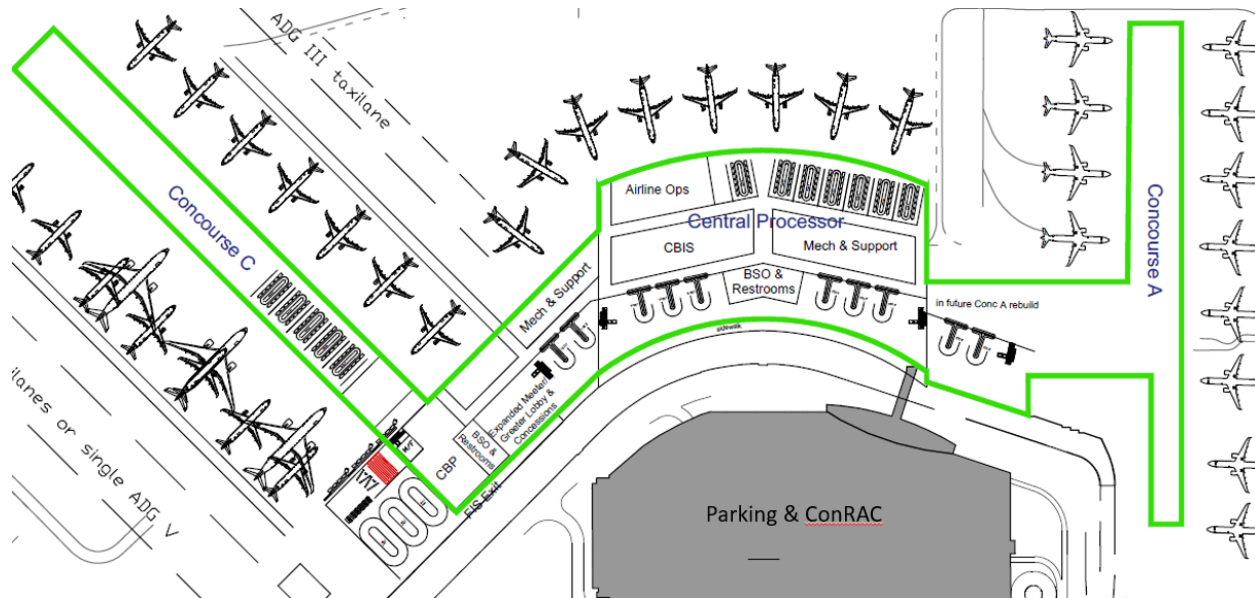 ADG III taxilane
Concourse C
Airline Ops
Central Processor
CBIS
Mech & Support
BSO &
Restrooms
Mech & Support
sidewalk
in future Conc A rebuild
Concourse A
Expanded Meeter/
Greeter Lobby &
Concessions
BSO &
Restrooms
CBP
FIS Exit
ilanes or single ADG V
Parking & ConRAC